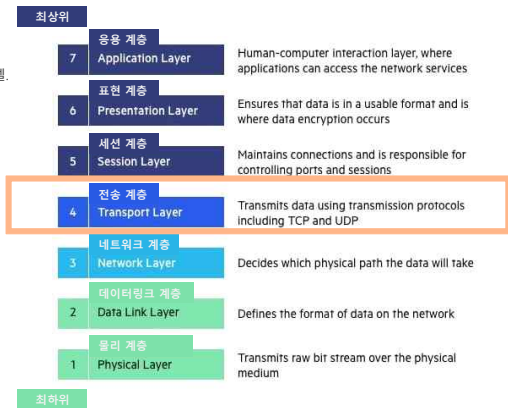 최상위
응용 계층
7 Application Layer
Human-computer interaction layer, where
applications can access the network services
표현 계층
6 Presentation Layer
Ensures that data is in a usable format and is
where data encryption occurs
세션 계층
5 Session Layer
Maintains connections and is responsible for
controlling ports and sessions
전송 계층
4 Transport Layer
Transmits data using transmission protocols
including TCP and UDP
네트워크 계층
3 Network Layer
Decides which physical path the data will take
데이터링크 계층
2 Data Link Layer
Defines the format of data on the network
물리 계층
1 Physical Layer
Transmits raw bit stream over the physical
medium
최하위